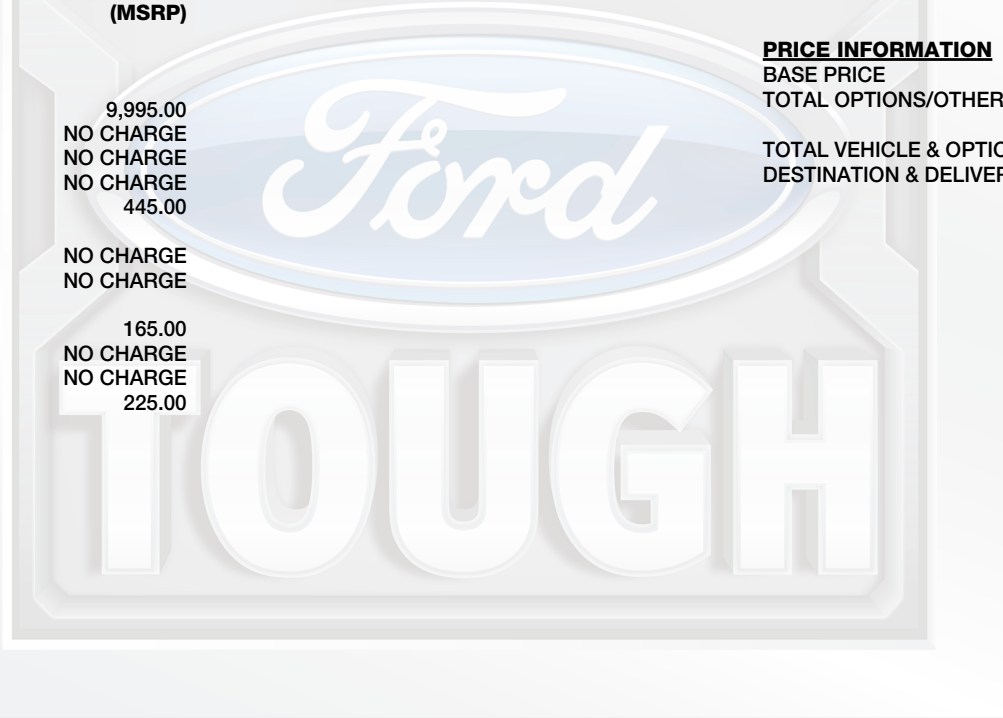 (MSRP)
9,995.00
NO CHARGE
NO CHARGE
NO CHARGE
445.00
NO CHARGE
NO CHARGE
165.00
NO CHARGE
NO CHARGE
225.00
PRICE INFORMATION
BASE PRICE
TOTAL OPTIONS/OTHER
TOTAL VEHICLE & OPTIO
DESTINATION & DELIVER
Ford
TOUGH